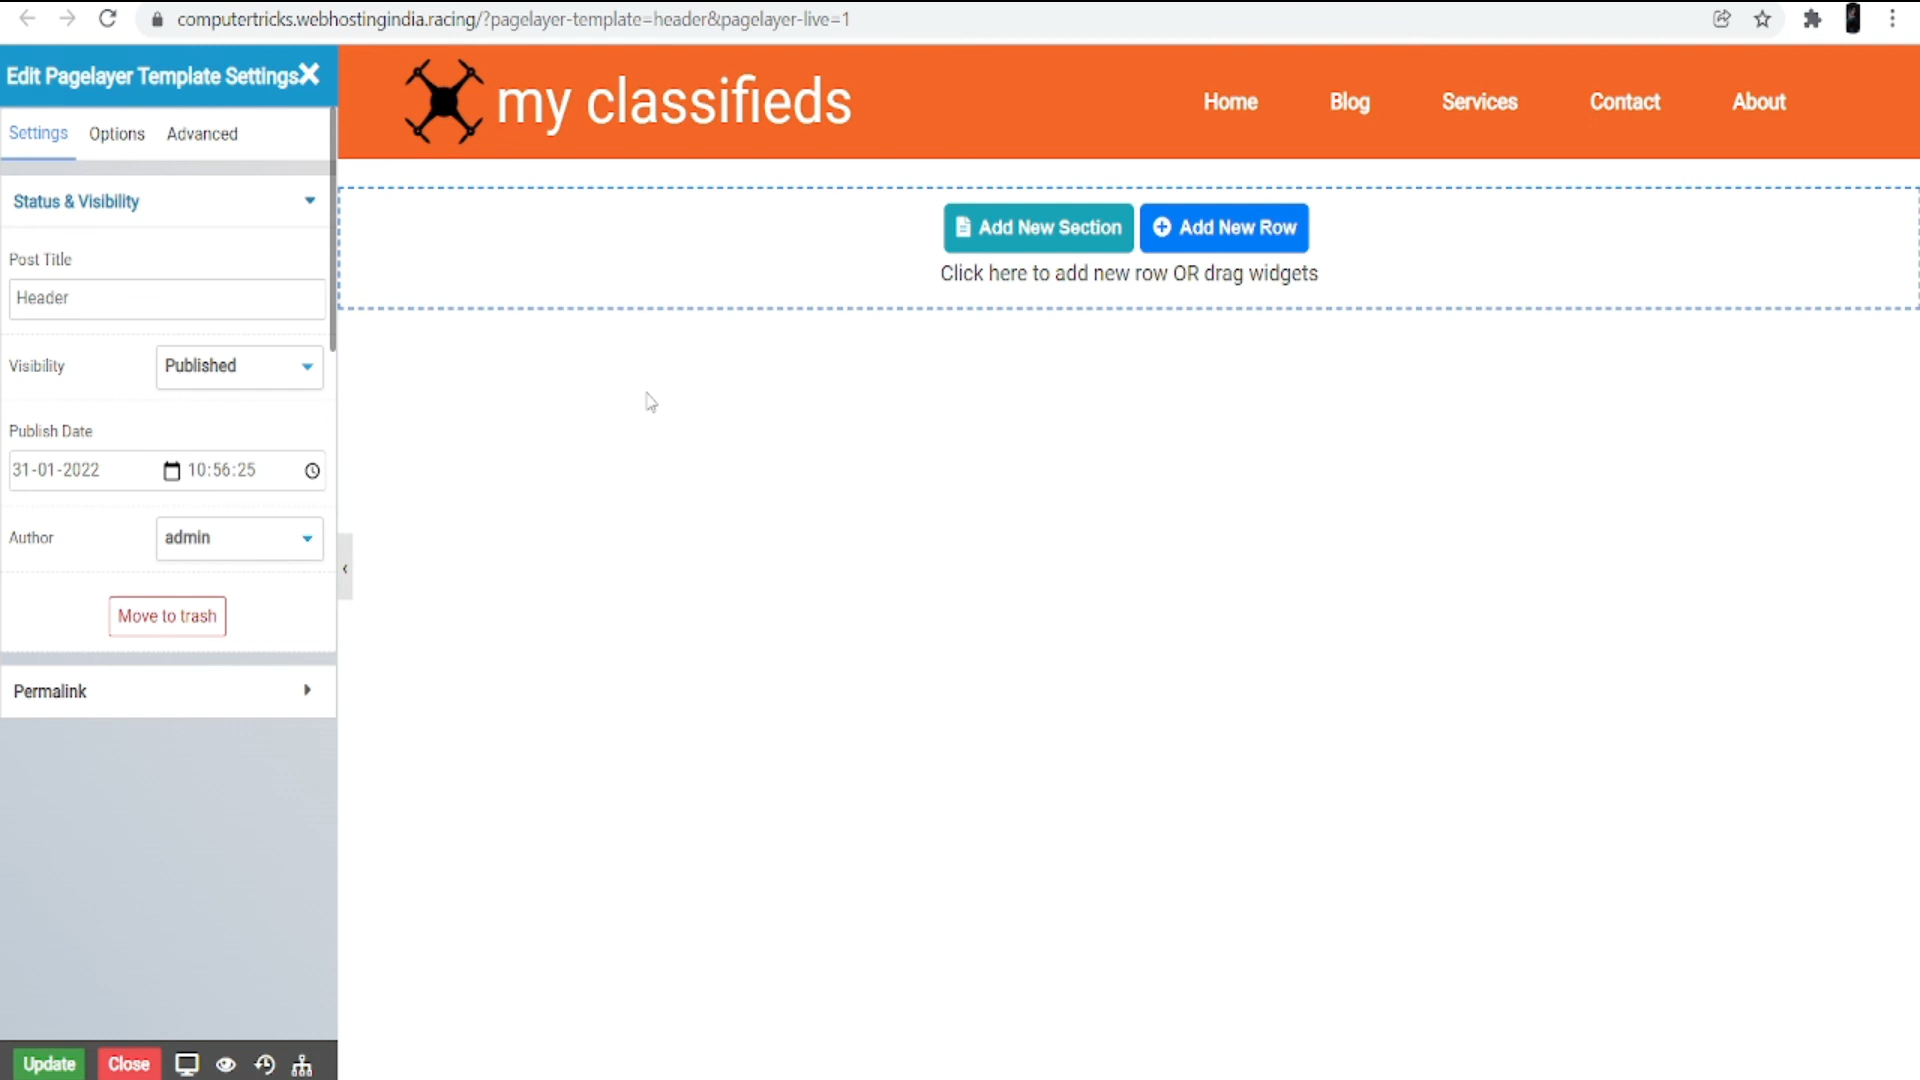 computertricks.webhostingindia.racing/?pagelayer-template=header&pagelayer-live=1
Edit Pagelayer Template Settings
Settings Options Advanced
Status & Visibility
Post Title
Header
Visibility Published
Publish Date
31-01-2022 10:56:25
Author admin
Move to trash
Permalink
Update Close
my classifieds
Home Blog Services Contact About
Add New Section Add New Row
Click here to add new row OR drag widgets